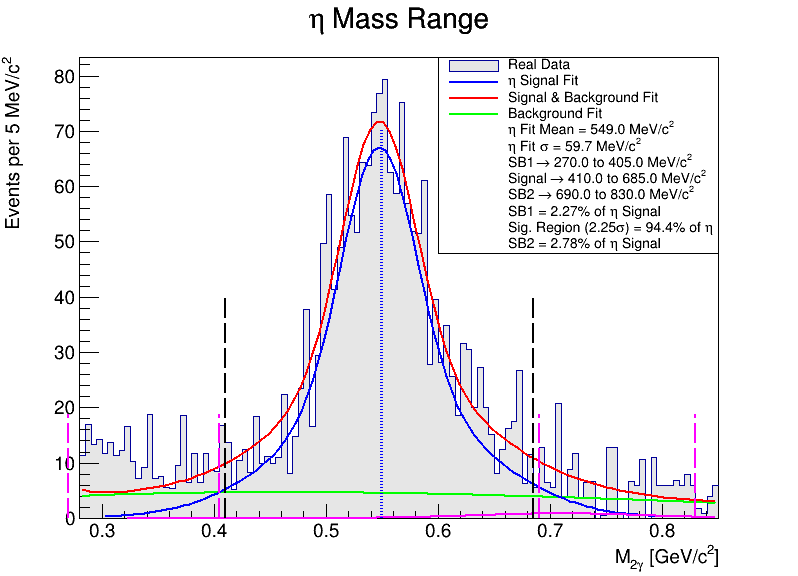 η Mass Range
Events per 5 MeV/c²
80
70
60
50
40
30
20
10
0
0.3 0.4 0.5 0.6 0.7 0.8
M₂ᵧ [GeV/c²]
Real Data
η Signal Fit
Signal & Background Fit
Background Fit
η Fit Mean = 549.0 MeV/c²
η Fit σ = 59.7 MeV/c²
SB1 → 270.0 to 405.0 MeV/c²
Signal → 410.0 to 685.0 MeV/c²
SB2 → 690.0 to 830.0 MeV/c²
SB1 = 2.27% of η Signal
Sig. Region (2.25σ) = 94.4% of η
SB2 = 2.78% of η Signal